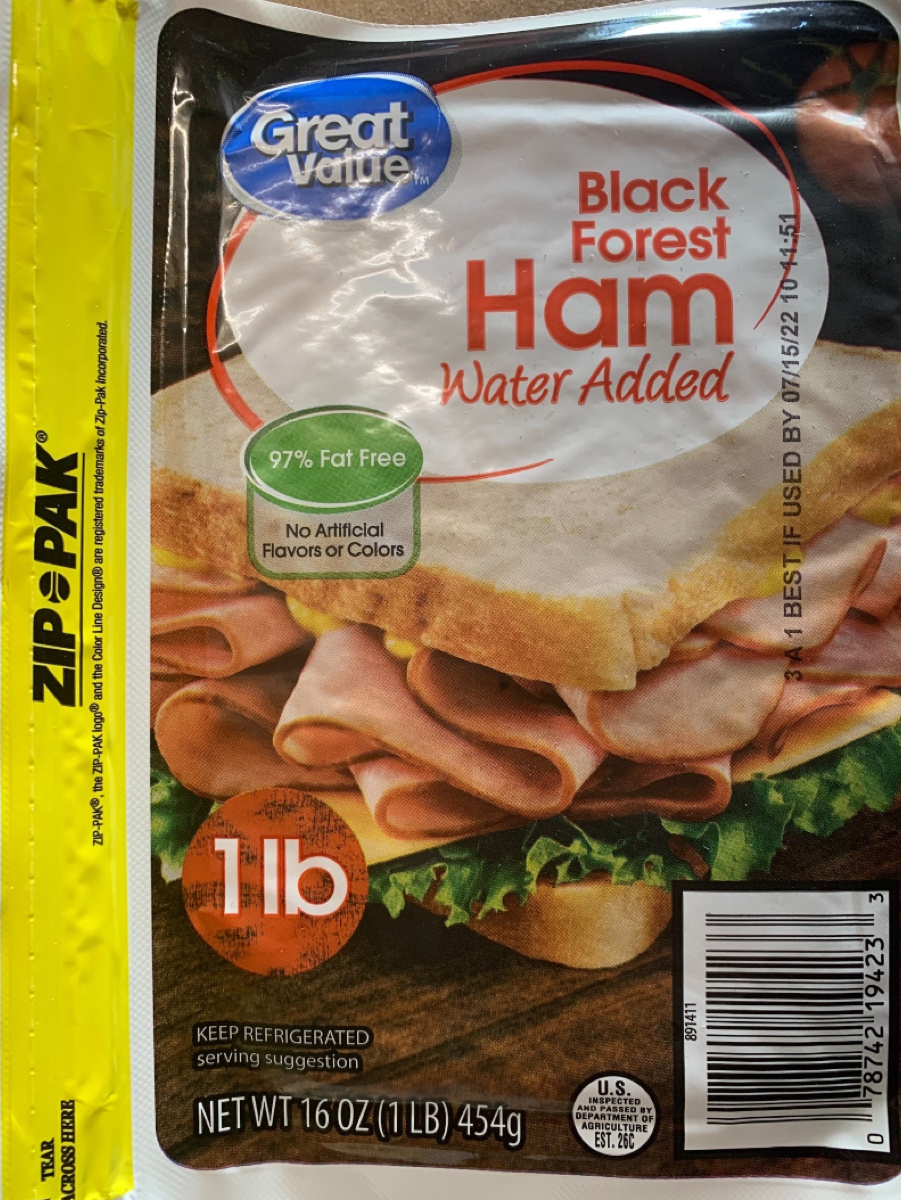 Great
Value™
Black
Forest
Ham
Water Added
97% Fat Free
No Artificial
Flavors or Colors
3 A 1 BEST IF USED BY 07/15/22 10 11:51
ZIP PAK®
ZIP-PAK®, the ZIP-PAK logo® and the Color Line Design® are registered trademarks of Zip-Pak Incorporated.
1lb
KEEP REFRIGERATED
serving suggestion
NET WT 16 OZ (1 LB) 454g
U.S.
INSPECTED
AND PASSED BY
DEPARTMENT OF
AGRICULTURE
EST. 26C
891411
0 78742 19423 3
TEAR
ACROSS HERE